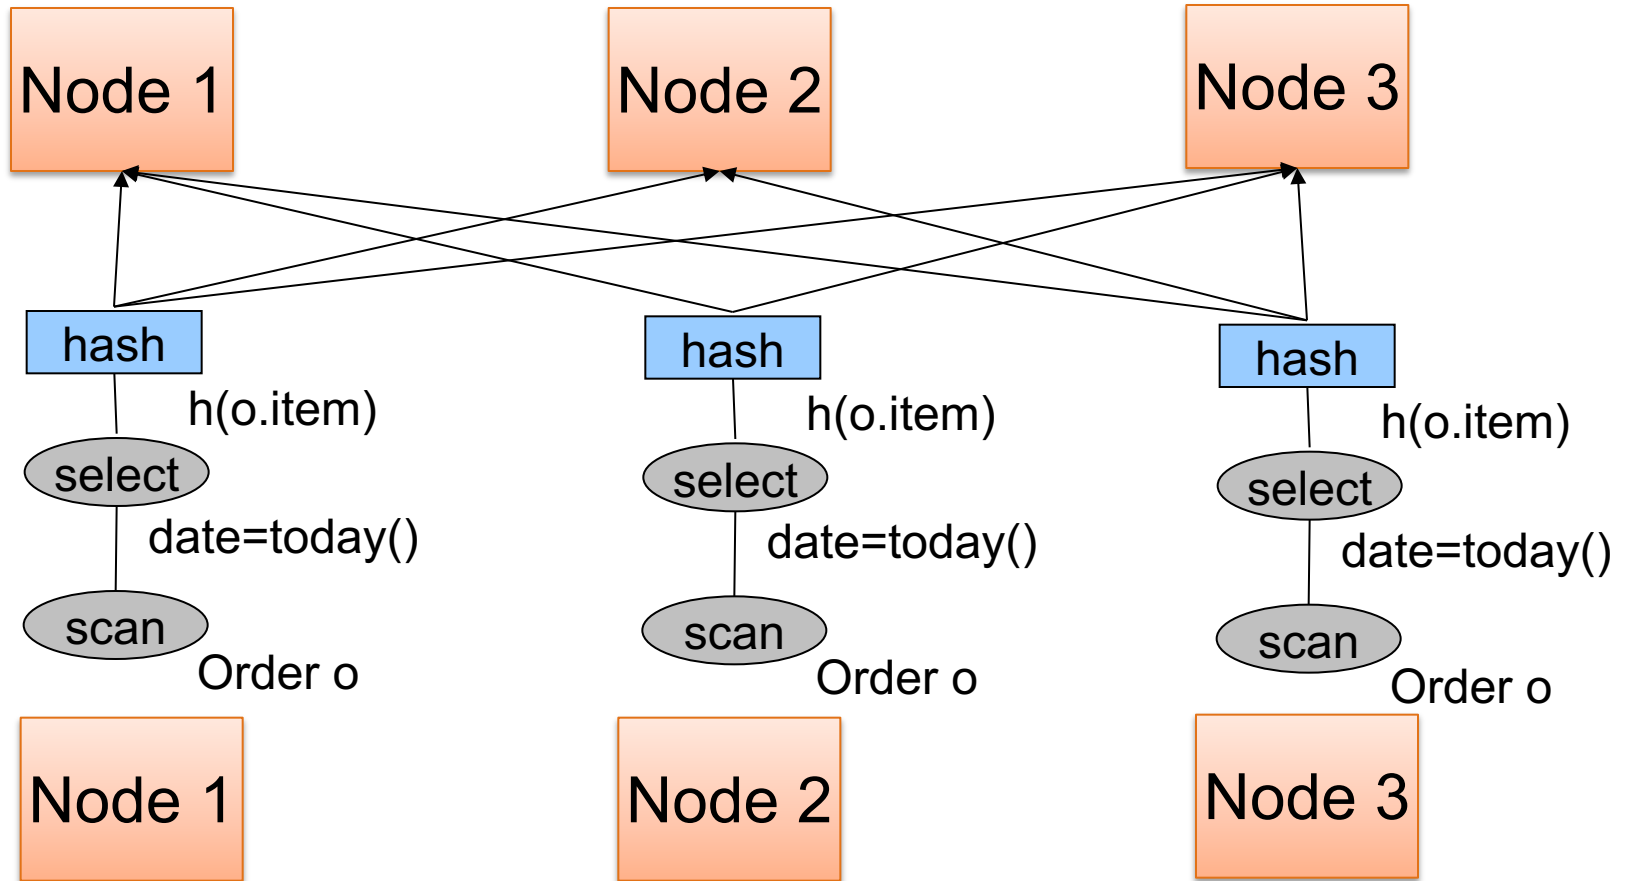 Node 1
Node 2
Node 3
hash
hash
hash
h(o.item)
h(o.item)
h(o.item)
select
select
select
date=today()
date=today()
date=today()
scan
scan
scan
Order o
Order o
Order o
Node 1
Node 2
Node 3